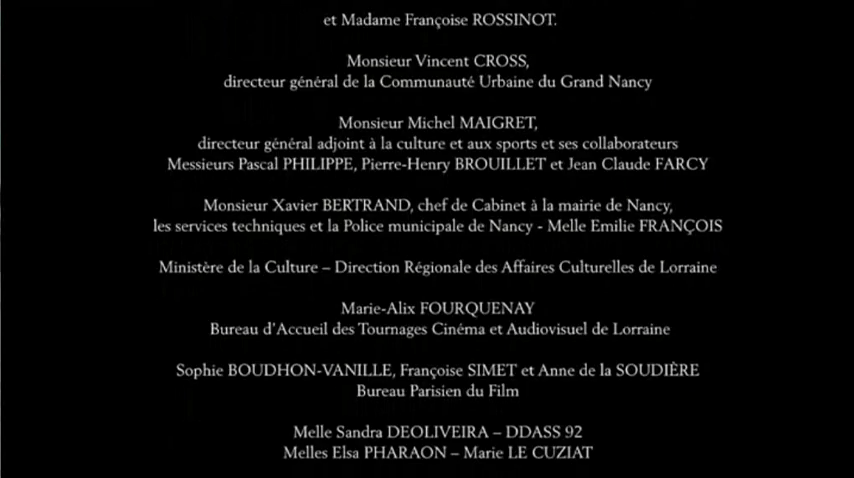 et Madame Françoise ROSSINOT.
Monsieur Vincent CROSS,
directeur général de la Communauté Urbaine du Grand Nancy
Monsieur Michel MAIGRET,
directeur général adjoint à la culture et aux sports et ses collaborateurs
Messieurs Pascal PHILIPPE, Pierre-Henry BROUILLET et Jean Claude FARCY
Monsieur Xavier BERTRAND, chef de Cabinet à la mairie de Nancy,
les services techniques et la Police municipale de Nancy - Melle Emilie FRANÇOIS
Ministère de la Culture – Direction Régionale des Affaires Culturelles de Lorraine
Marie-Alix FOURQUENAY
Bureau d'Accueil des Tournages Cinéma et Audiovisuel de Lorraine
Sophie BOUDHON-VANILLE, Françoise SIMET et Anne de la SOUDIÈRE
Bureau Parisien du Film
Melle Sandra DEOLIVEIRA – DDASS 92
Melles Elsa PHARAON – Marie LE CUZIAT